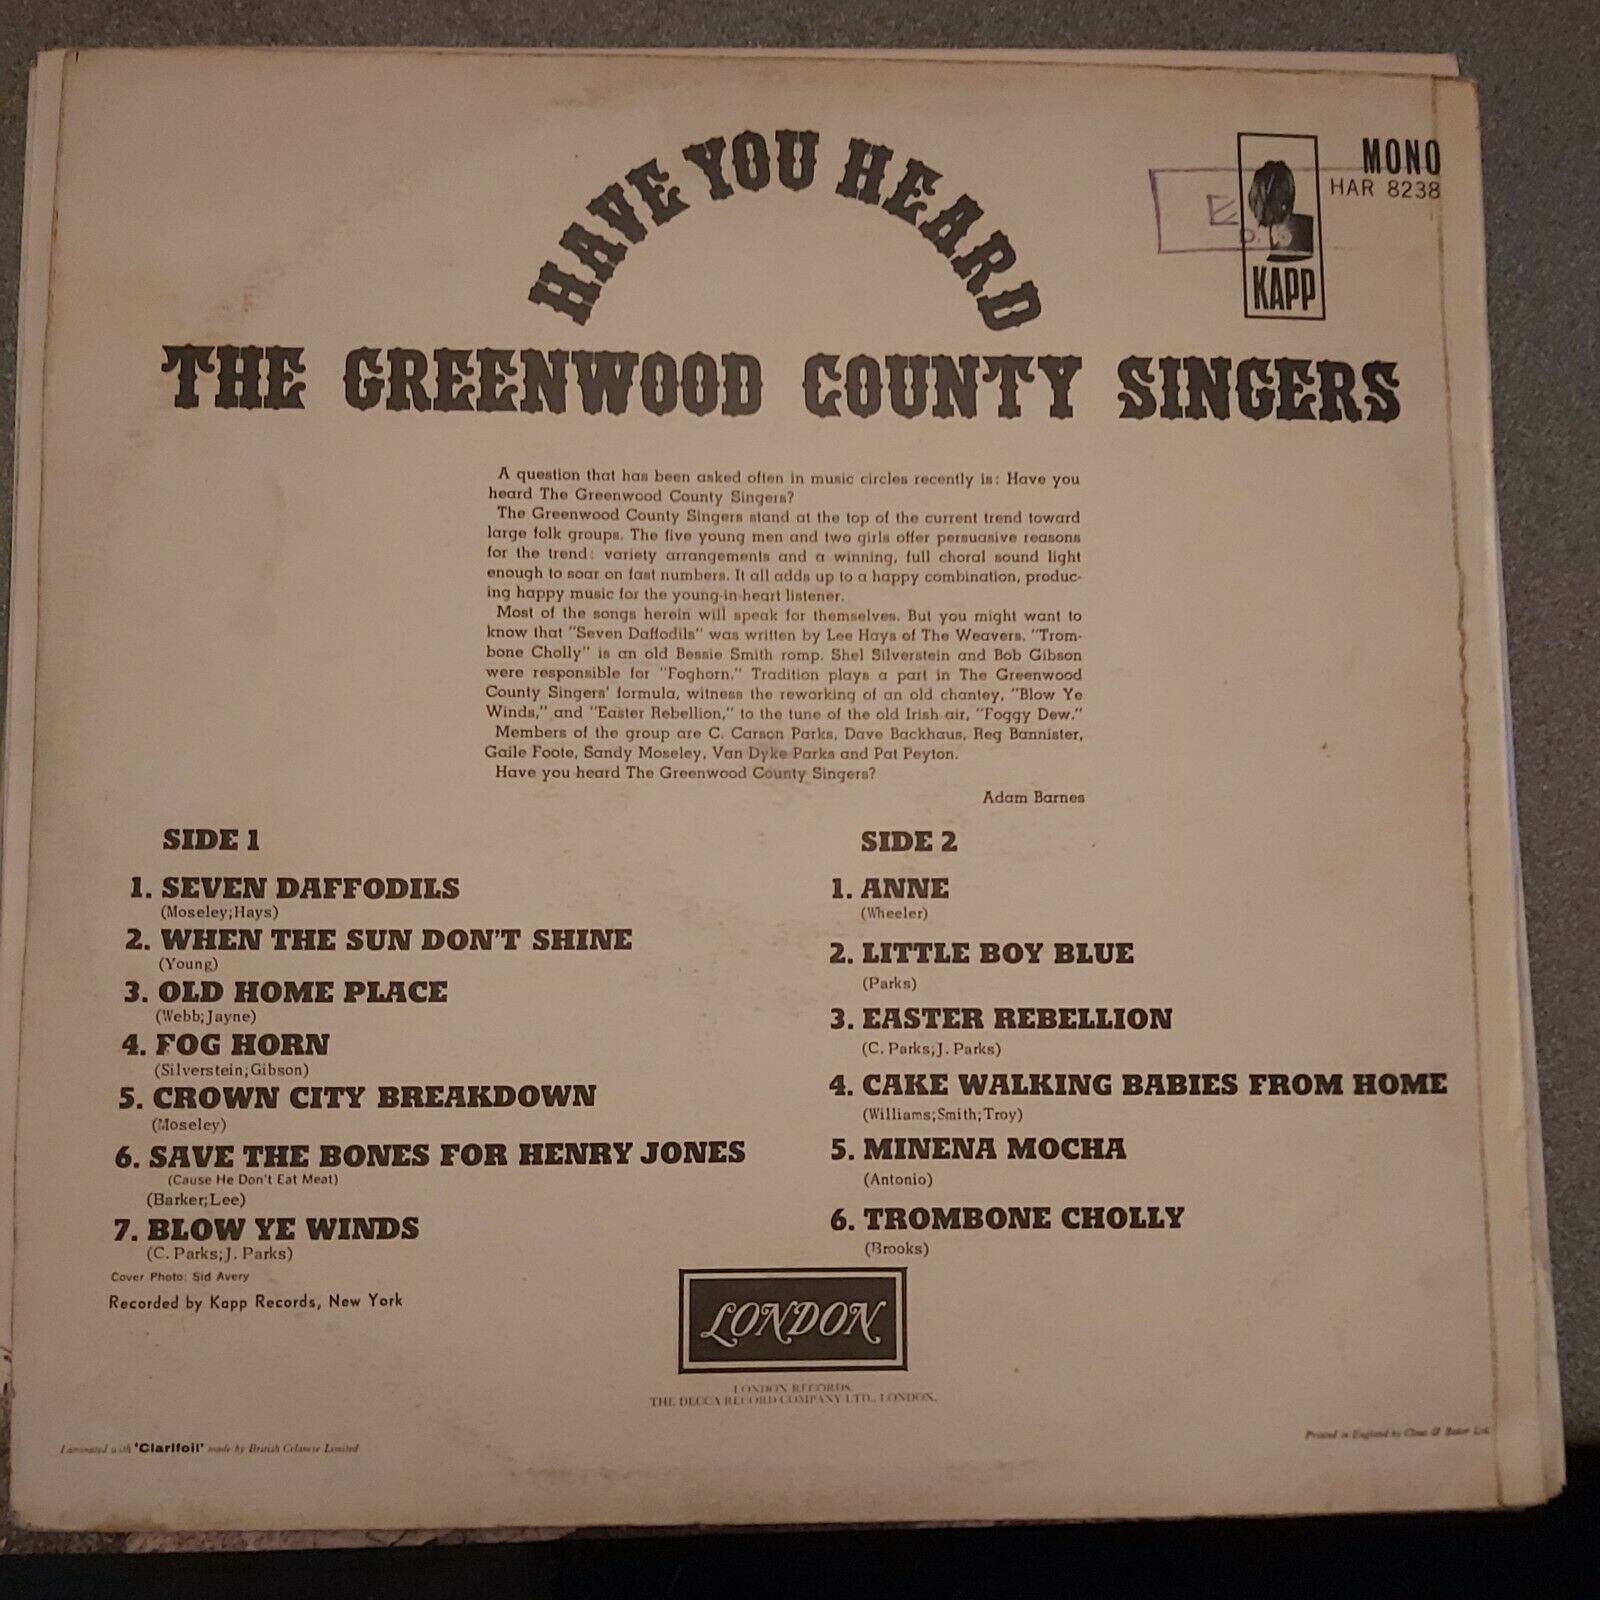 HAVE YOU HEARD
MONO
HAR 8238
KAPP
THE GREENWOOD COUNTY SINGERS
A question that has been asked often in music circles recently is: Have you
heard The Greenwood County Singers?
The Greenwood County Singers stand at the top of the current trend toward
large folk groups. The five young men and two girls offer persuasive reasons
for the trend: variety arrangements and a winning, full choral sound light
enough to soar on fast numbers. It all adds up to a happy combination, produc-
ing happy music for the young-in-heart listener.
Most of the songs herein will speak for themselves. But you might want to
know that "Seven Daffodils" was written by Lee Hays of The Weavers. "Trom-
bone Cholly" is an old Bessie Smith romp. Shel Silverstein and Bob Gibson
were responsible for "Foghorn." Tradition plays a part in The Greenwood
County Singers' formula, witness the reworking of an old chantey, "Blow Ye
Winds," and "Easter Rebellion," to the tune of the old Irish air, "Foggy Dew."
Members of the group are C. Carson Parks, Dave Backhaus, Reg Bannister,
Gaile Foote, Sandy Moseley, Van Dyke Parks and Pat Peyton.
Have you heard The Greenwood County Singers?
Adam Barnes
SIDE 1
1. SEVEN DAFFODILS
(Moseley;Hays)
2. WHEN THE SUN DON'T SHINE
(Young)
3. OLD HOME PLACE
(Webb;Jayne)
4. FOG HORN
(Silverstein;Gibson)
5. CROWN CITY BREAKDOWN
(Moseley)
6. SAVE THE BONES FOR HENRY JONES
(Cause He Don't Eat Meat)
(Barker;Lee)
7. BLOW YE WINDS
(C. Parks;J. Parks)
Cover Photo: Sid Avery
Recorded by Kapp Records, New York
SIDE 2
1. ANNE
(Wheeler)
2. LITTLE BOY BLUE
(Parks)
3. EASTER REBELLION
(C. Parks;J. Parks)
4. CAKE WALKING BABIES FROM HOME
(Williams;Smith;Troy)
5. MINENA MOCHA
(Antonio)
6. TROMBONE CHOLLY
(Brooks)
LONDON
LONDON RECORDS,
THE DECCA RECORD COMPANY LTD., LONDON.
Laminated with 'Clarifoil' made by British Celanese Limited
Printed in England by Clout & Baker Ltd.